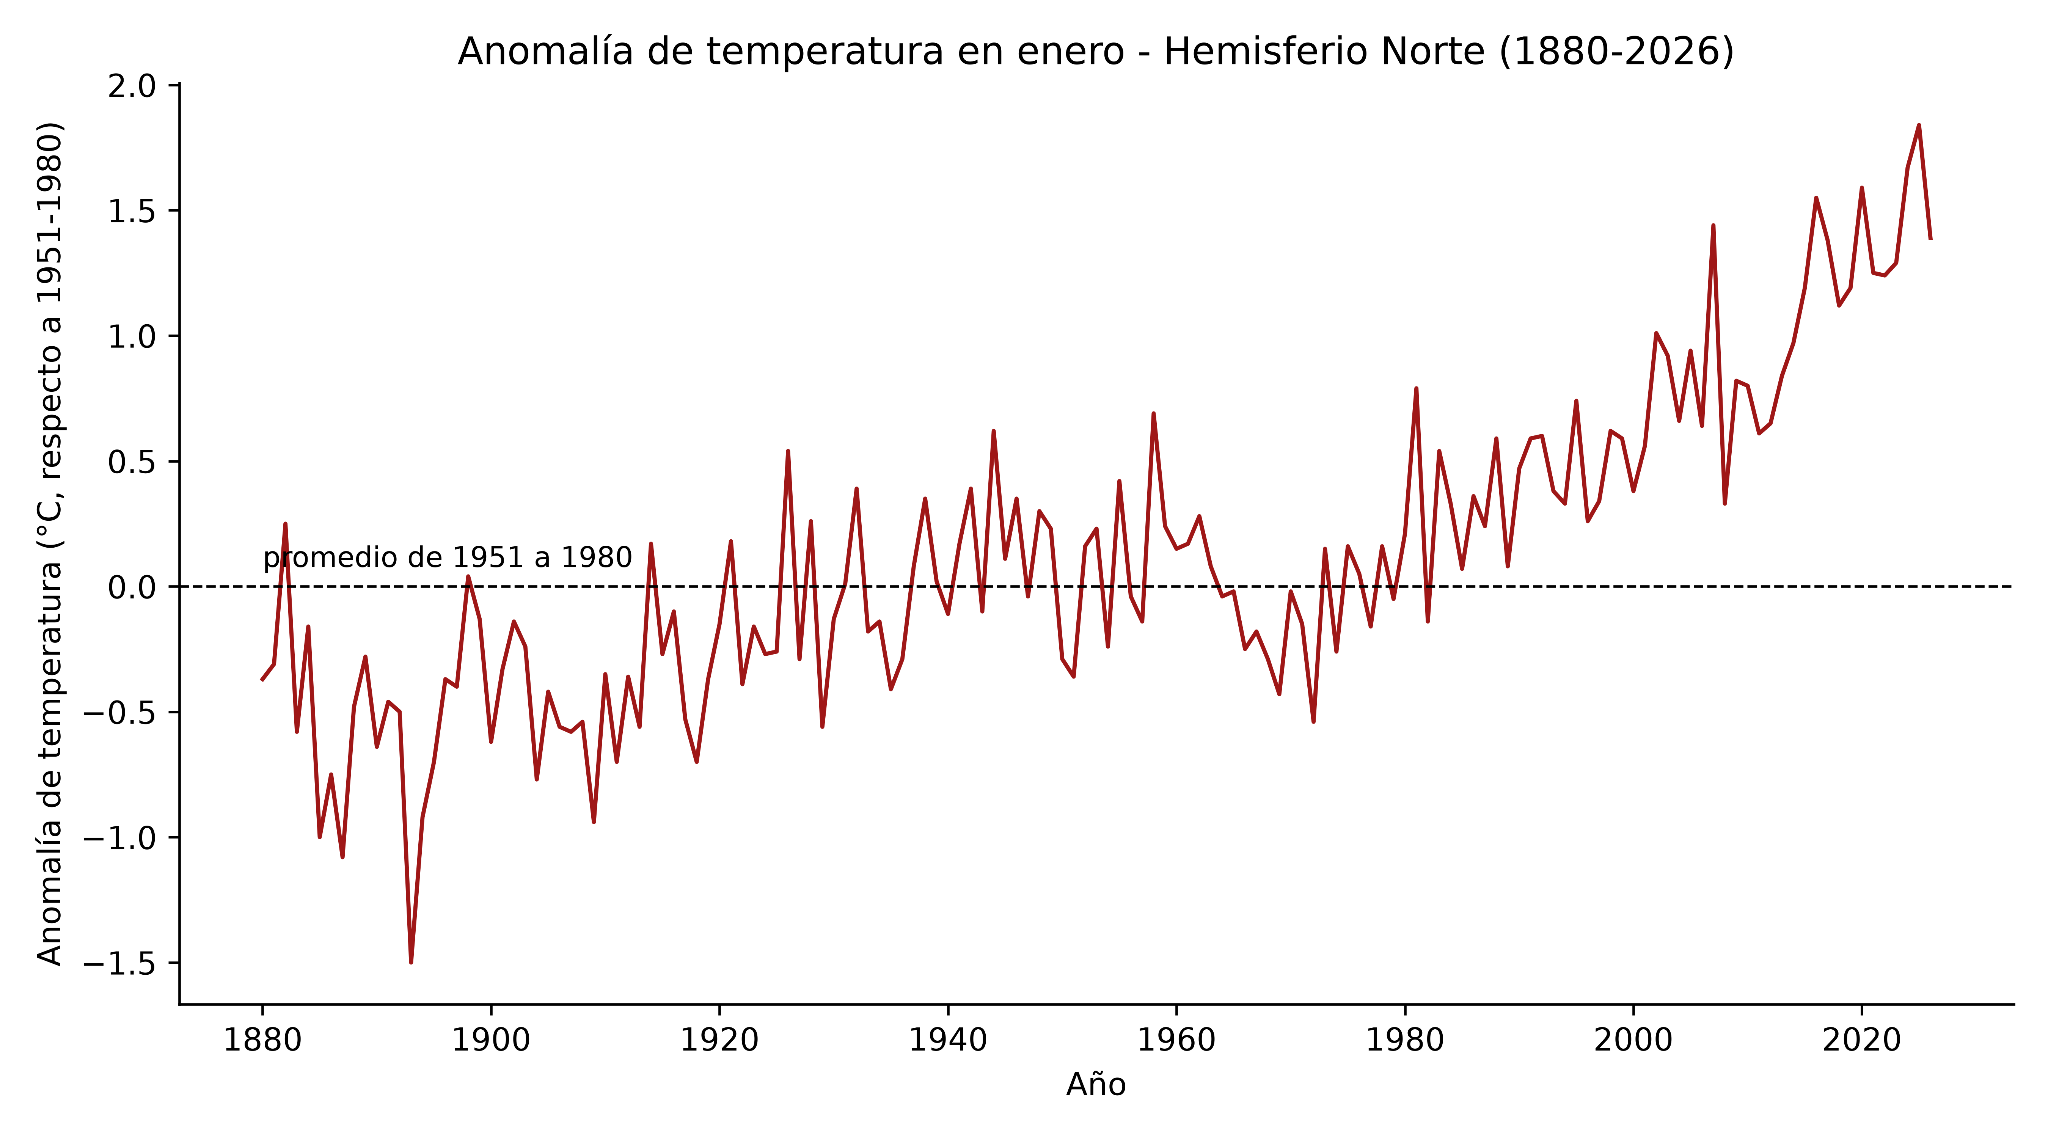 Anomalía de temperatura en enero - Hemisferio Norte (1880-2026)
Anomalía de temperatura (°C, respecto a 1951-1980)
2.0
1.5
1.0
0.5
promedio de 1951 a 1980
0.0
−0.5
−1.0
−1.5
1880 1900 1920 1940 1960 1980 2000 2020
Año